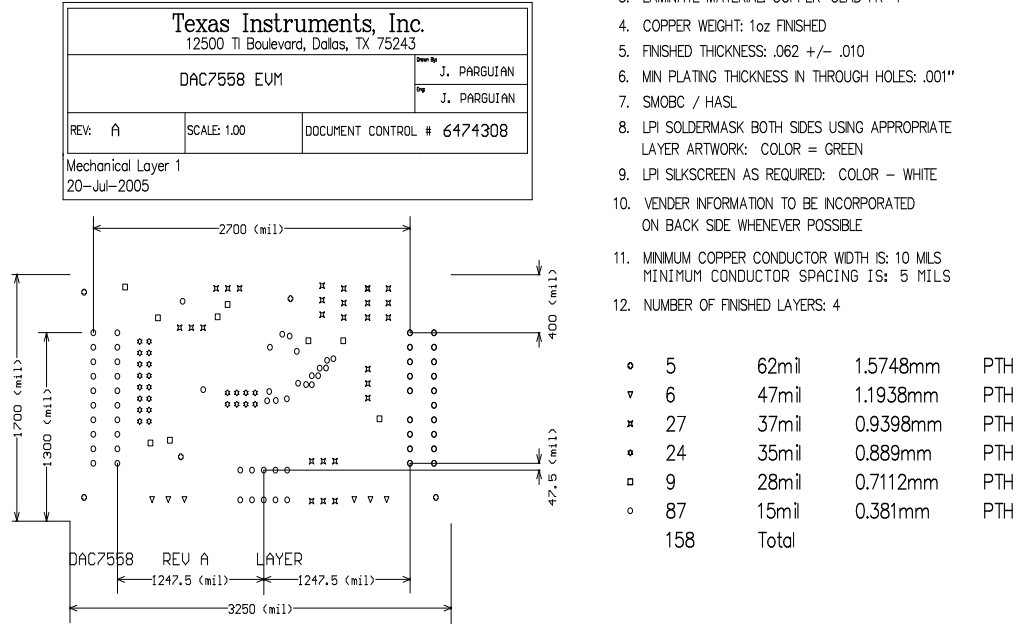 Texas Instruments, Inc.
12500 TI Boulevard, Dallas, TX 75243
DAC7558 EVM
Drawn By:
J. PARGUIAN
Eng:
J. PARGUIAN
REV: A
SCALE: 1.00
DOCUMENT CONTROL # 6474308
Mechanical Layer 1
20-Jul-2005
2700 (mil)
400 (mil)
1700 (mil)
1300 (mil)
47.5 (mil)
DAC7558 REV A LAYER
1247.5 (mil)
1247.5 (mil)
3250 (mil)
4. COPPER WEIGHT: 1oz FINISHED
5. FINISHED THICKNESS: .062 +/- .010
6. MIN PLATING THICKNESS IN THROUGH HOLES: .001"
7. SMOBC / HASL
8. LPI SOLDERMASK BOTH SIDES USING APPROPRIATE
LAYER ARTWORK: COLOR = GREEN
9. LPI SILKSCREEN AS REQUIRED: COLOR - WHITE
10. VENDER INFORMATION TO BE INCORPORATED
ON BACK SIDE WHENEVER POSSIBLE
11. MINIMUM COPPER CONDUCTOR WIDTH IS: 10 MILS
MINIMUM CONDUCTOR SPACING IS: 5 MILS
12. NUMBER OF FINISHED LAYERS: 4
5 62mil 1.5748mm PTH
6 47mil 1.1938mm PTH
27 37mil 0.9398mm PTH
24 35mil 0.889mm PTH
9 28mil 0.7112mm PTH
87 15mil 0.381mm PTH
158 Total